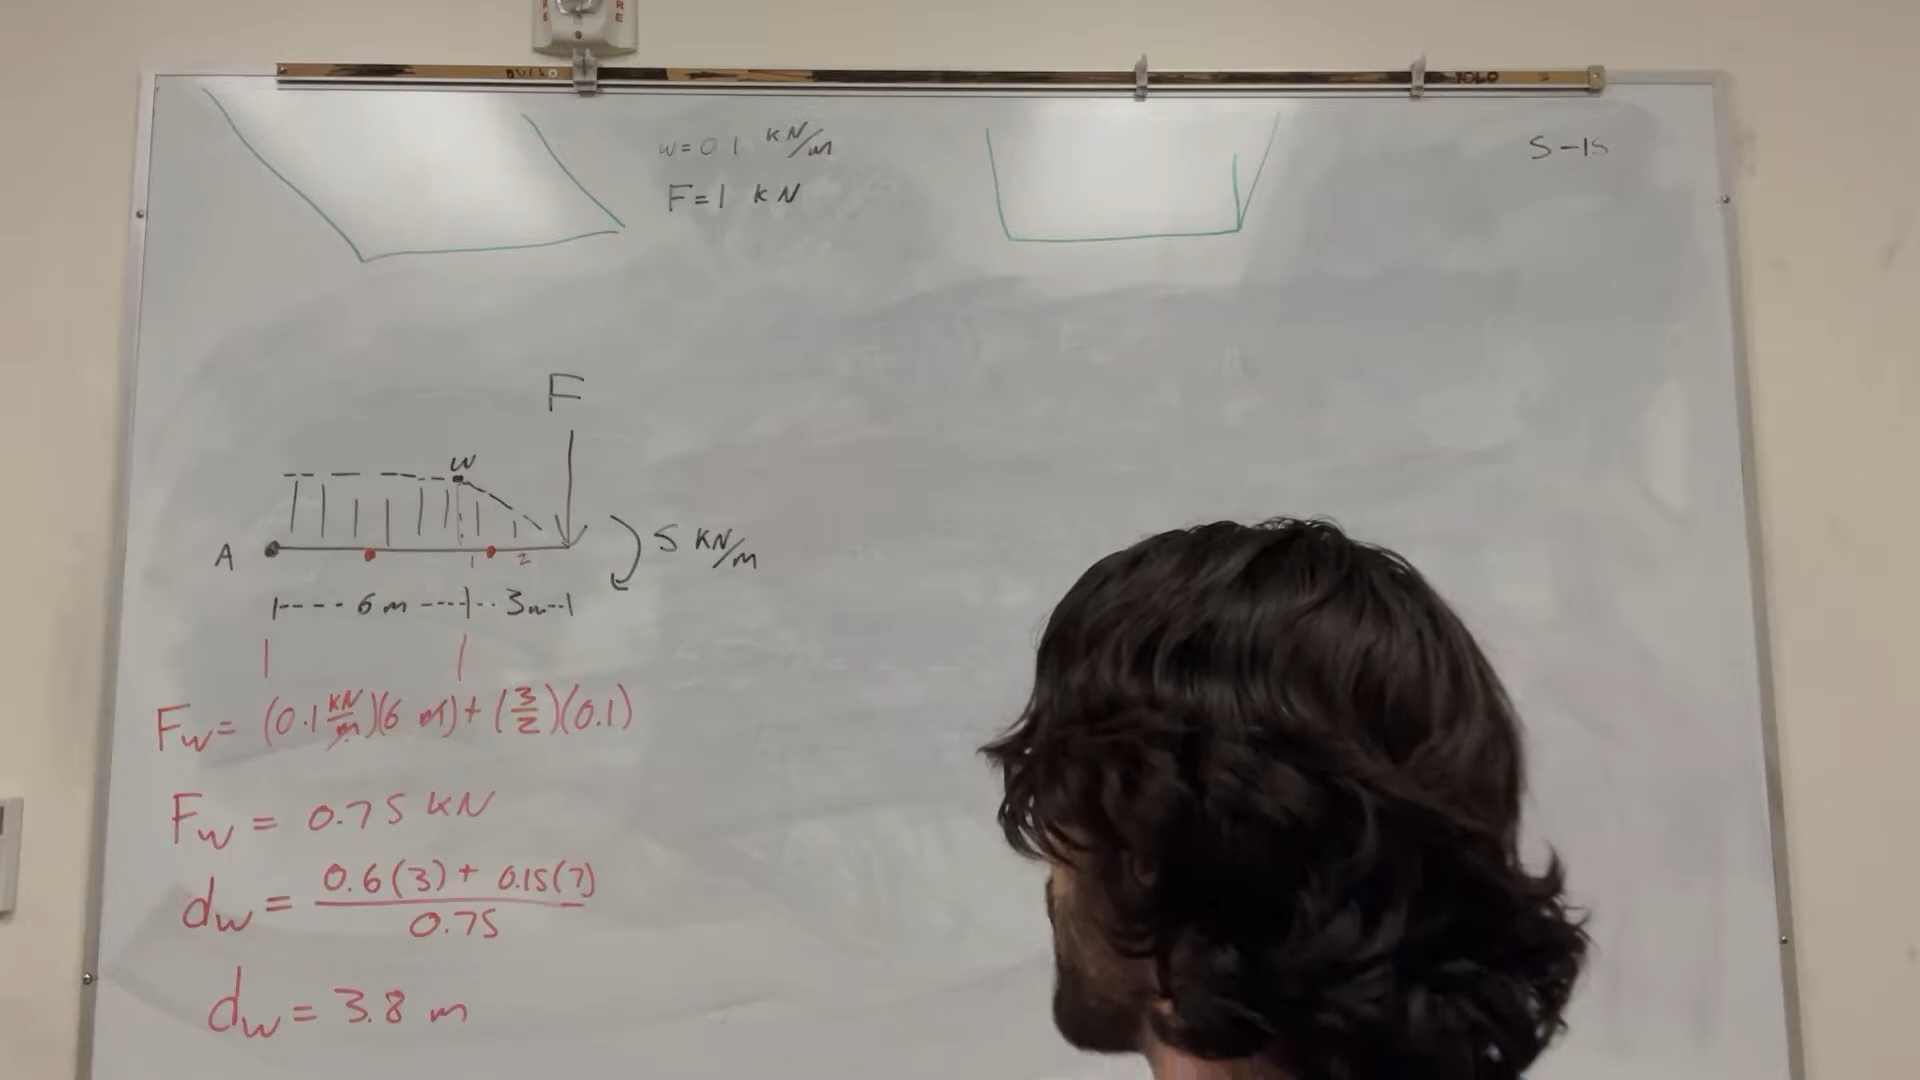 w = 0.1 kN/m
F = 1 kN
S-15
F
w
A
1 2
5 kN/m
|---- 6 m ----|-- 3m--|
Fw = (0.1 kN/m)(6 m) + (3/2)(0.1)
Fw = 0.75 kN
dw = 0.6(3) + 0.15(7) / 0.75
dw = 3.8 m